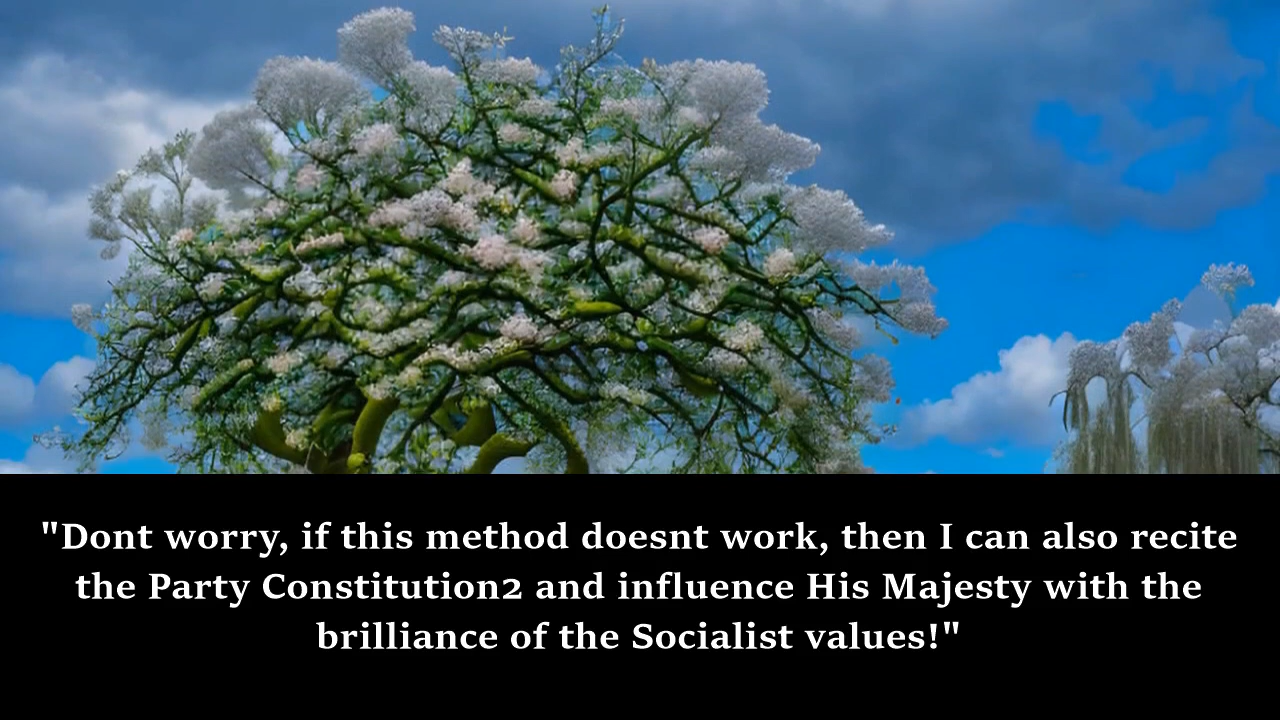 "Dont worry, if this method doesnt work, then I can also recite
the Party Constitution2 and influence His Majesty with the
brilliance of the Socialist values!"